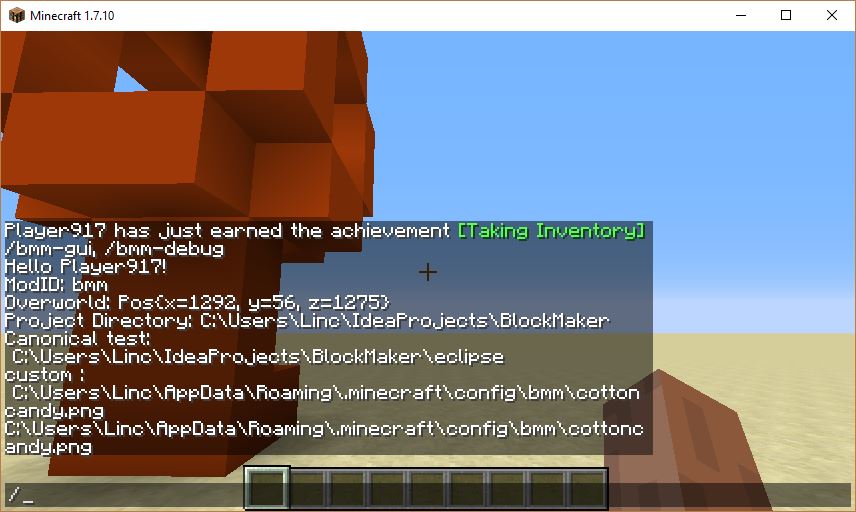 Minecraft 1.7.10
Player917 has just earned the achievement [Taking Inventory]
/bmm-gui, /bmm-debug
Hello Player917!
ModID: bmm
Overworld: Pos{x=1292, y=56, z=1275}
Project Directory: C:\Users\Linc\IdeaProjects\BlockMaker
Canonical test:
C:\Users\Linc\IdeaProjects\BlockMaker\eclipse
custom :
C:\Users\Linc\AppData\Roaming\.minecraft\config\bmm\cotton
candy.png
C:\Users\Linc\AppData\Roaming\.minecraft\config\bmm\cottonc
andy.png
/_